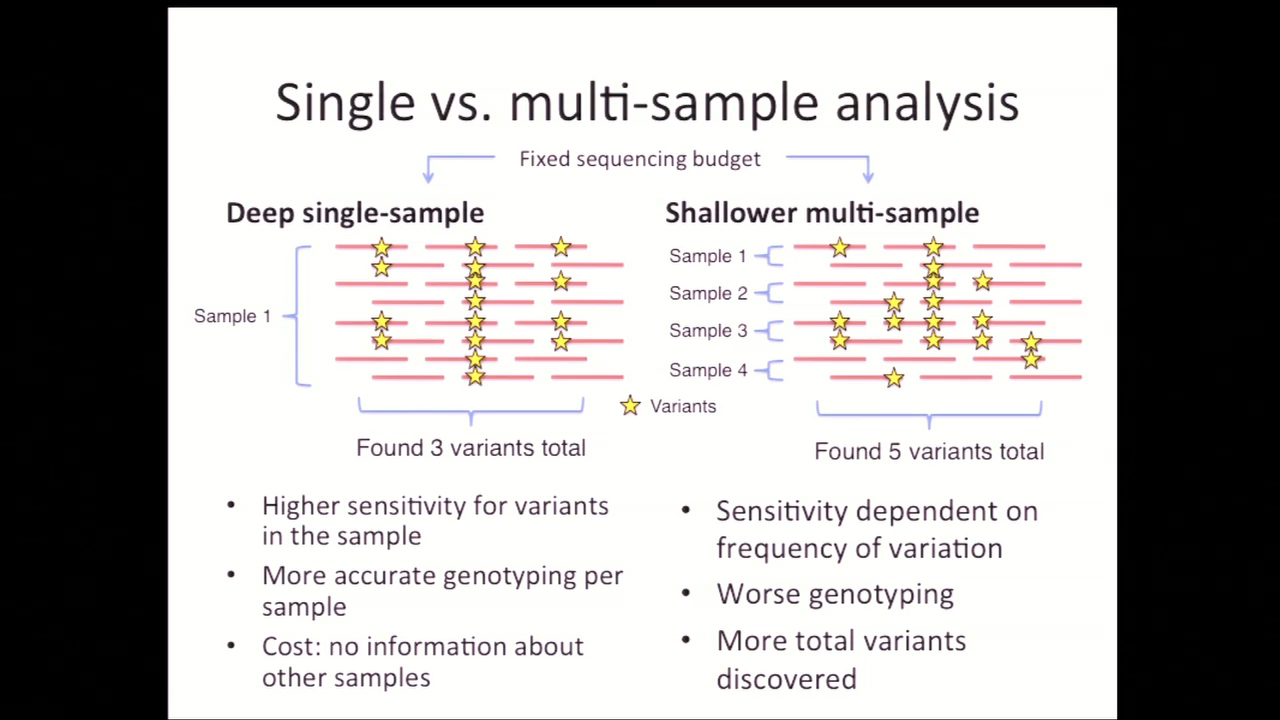 Single vs. multi-sample analysis
Fixed sequencing budget
Deep single-sample
Sample 1
Found 3 variants total
Variants
• Higher sensitivity for variants
in the sample
• More accurate genotyping per
sample
• Cost: no information about
other samples
Shallower multi-sample
Sample 1
Sample 2
Sample 3
Sample 4
Found 5 variants total
• Sensitivity dependent on
frequency of variation
• Worse genotyping
• More total variants
discovered